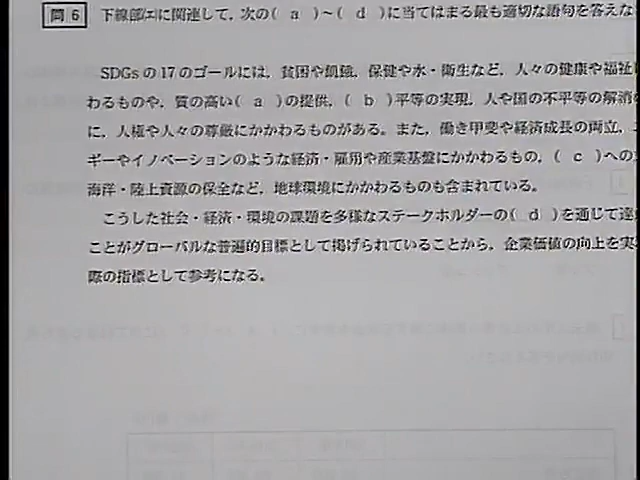 問6 下線部(エ)に関連して,次の( a )~( d )に当てはまる最も適切な語句を答えな
SDGsの17のゴールには,貧困や飢餓,保健や水・衛生など,人々の健康や福祉
わるものや,質の高い( a )の提供,( b )平等の実現,人や国の不平等の解消
に,人権や人々の尊厳にかかわるものがある。また,働き甲斐や経済成長の両立,
ギーやイノベーションのような経済・雇用や産業基盤にかかわるもの,( c )への
海洋・陸上資源の保全など,地球環境にかかわるものも含まれている。
こうした社会・経済・環境の課題を多様なステークホルダーの( d )を通じて達
ことがグローバルな普遍的目標として掲げられていることから,企業価値の向上を実
際の指標として参考になる。